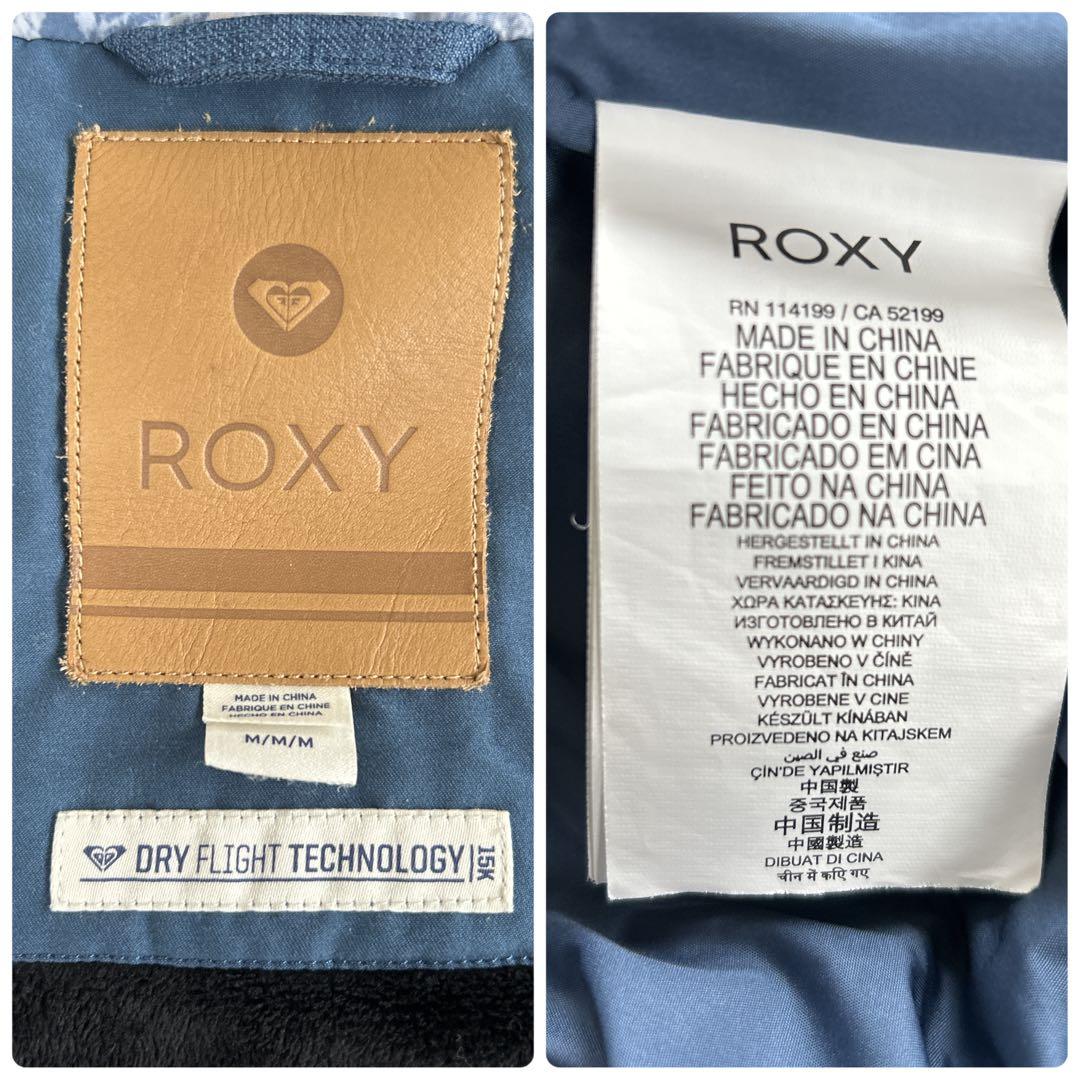 ROXY
MADE IN CHINA
FABRIQUE EN CHINE
HECHO EN CHINA
M/M/M
DRY FLIGHT TECHNOLOGY 15K
ROXY
RN 114199 / CA 52199
MADE IN CHINA
FABRIQUE EN CHINE
HECHO EN CHINA
FABRICADO EN CHINA
FABRICADO EM CINA
FEITO NA CHINA
FABRICADO NA CHINA
HERGESTELLT IN CHINA
FREMSTILLET I KINA
VERVAARDIGD IN CHINA
ΧΩΡΑ ΚΑΤΑΣΚΕΥΗΣ: ΚΙΝΑ
ИЗГОТОВЛЕНО В КИТАЙ
WYKONANO W CHINY
VYROBENO V ČÍNĚ
FABRICAT ÎN CHINA
VYROBENE V CINE
KÉSZÜLT KÍNÁBAN
PROIZVEDENO NA KITAJSKEM
صنع في الصين
ÇİN'DE YAPILMIŞTIR
中国製
중국제품
中国制造
中國製造
DIBUAT DI CINA
चीन में कएि गए